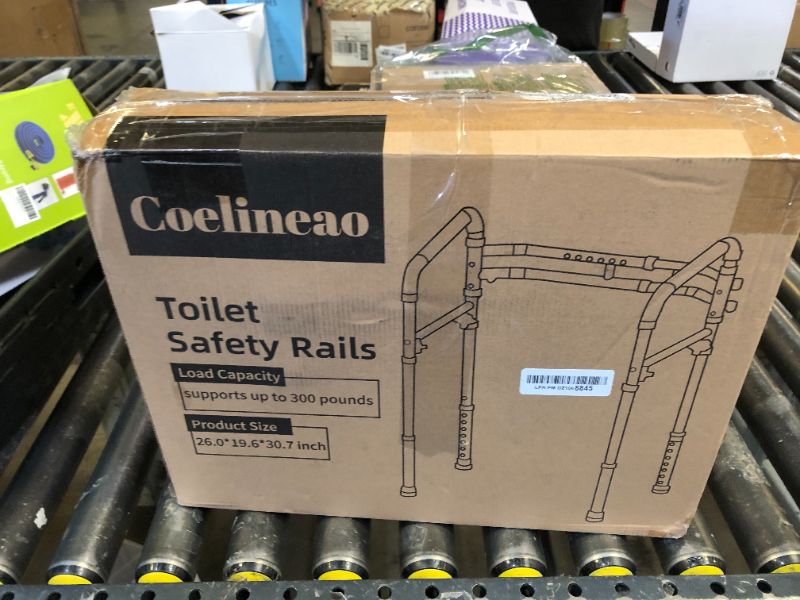 Coelineao
Toilet
Safety Rails
Load Capacity
supports up to 300 pounds
Product Size
26.0*19.6*30.7 inch